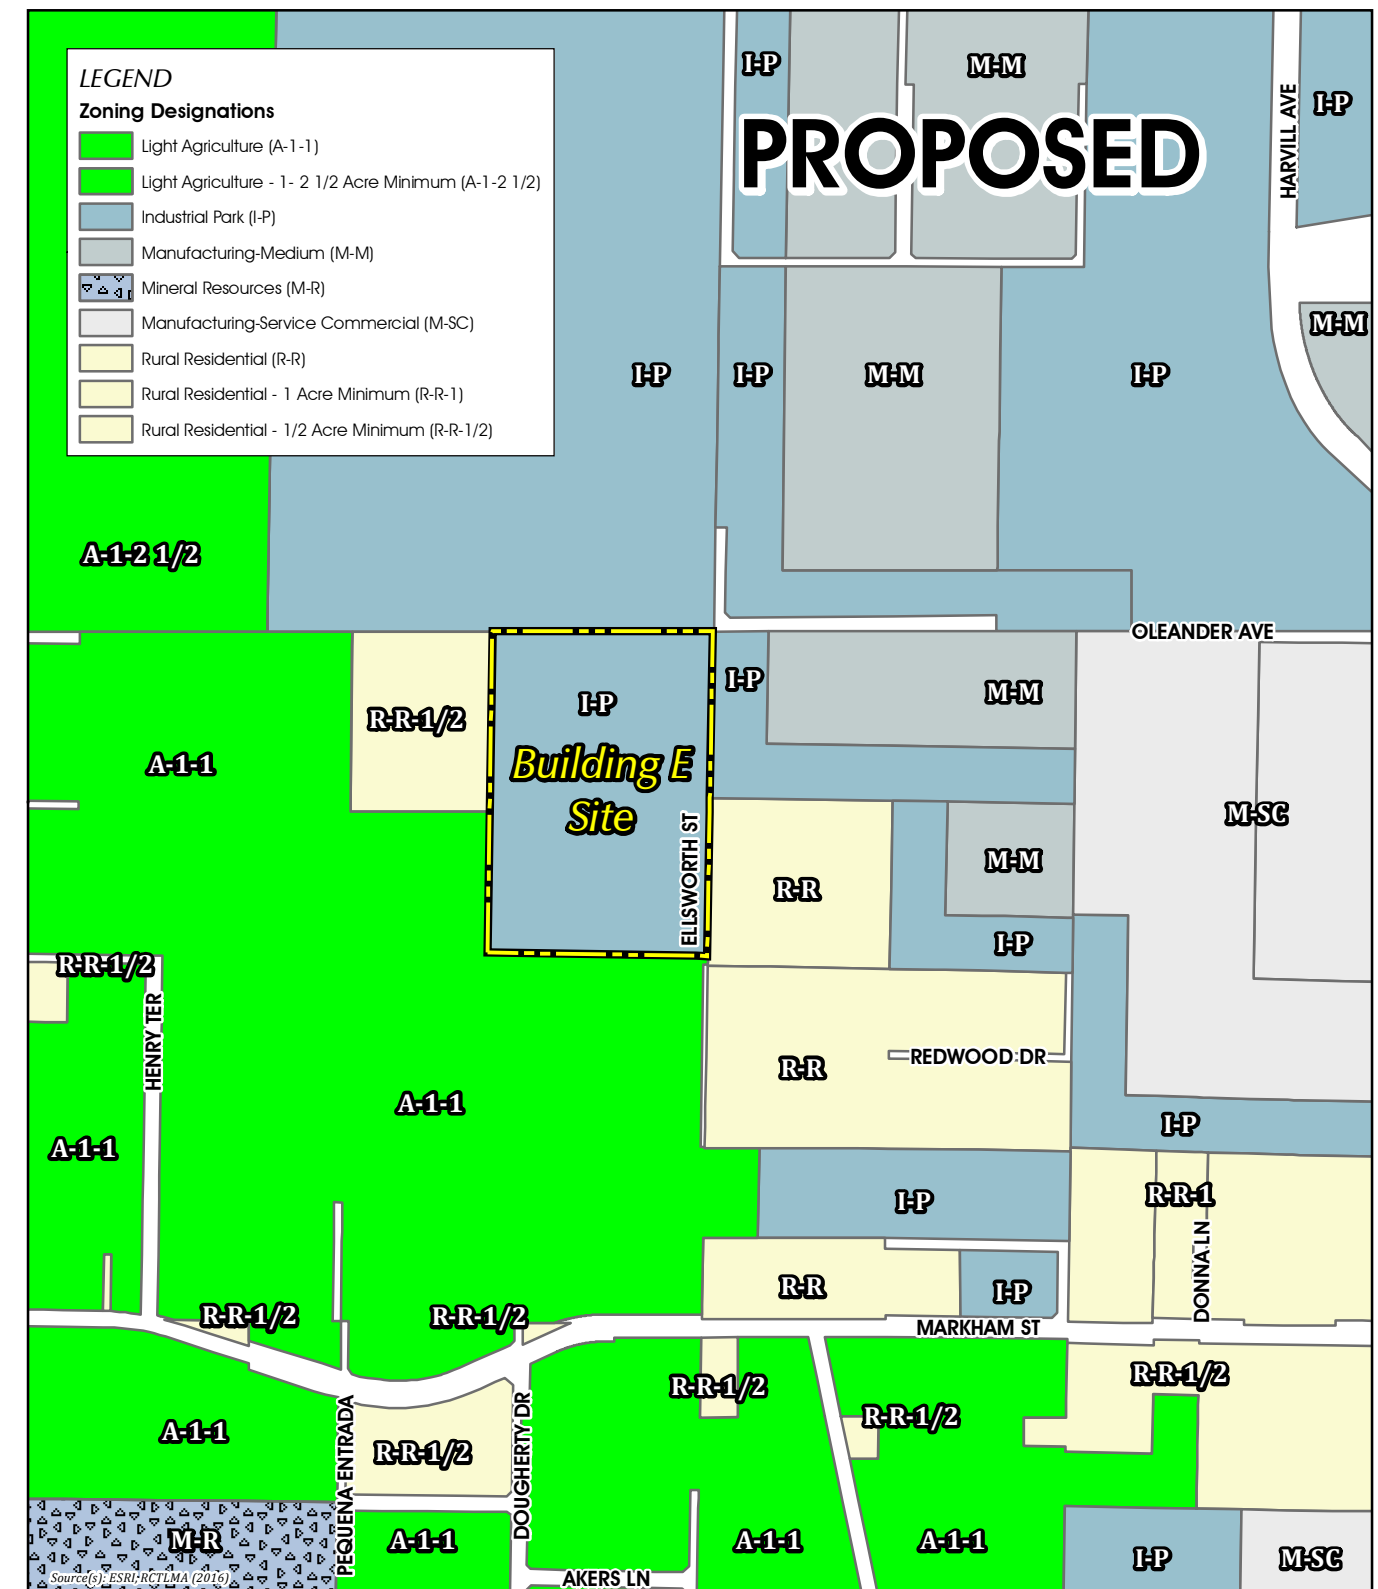 LEGEND
Zoning Designations
Light Agriculture (A-1-1)
Light Agriculture - 1- 2 1/2 Acre Minimum (A-1-2 1/2)
Industrial Park (I-P)
Manufacturing-Medium (M-M)
Mineral Resources (M-R)
Manufacturing-Service Commercial (M-SC)
Rural Residential (R-R)
Rural Residential - 1 Acre Minimum (R-R-1)
Rural Residential - 1/2 Acre Minimum (R-R-1/2)
I-P
M-M
HARVILL AVE
I-P
PROPOSED
M-M
I-P
I-P
M-M
I-P
A-1-2 1/2
OLEANDER AVE
I-P
M-M
I-P
R-R-1/2
A-1-1
Building E
Site
ELLSWORTH ST
M-SC
M-M
R-R
I-P
R-R-1/2
HENRY TER
REDWOOD DR
R-R
A-1-1
I-P
A-1-1
R-R-1
I-P
DONNA LN
R-R
I-P
R-R-1/2
R-R-1/2
MARKHAM ST
R-R-1/2
R-R-1/2
R-R-1/2
A-1-1
PEQUENA ENTRADA
R-R-1/2
DOUGHERTY DR
M-R
A-1-1
A-1-1
A-1-1
I-P
M-SC
AKERS LN
Source(s): ESRI, RCTLMA (2016)